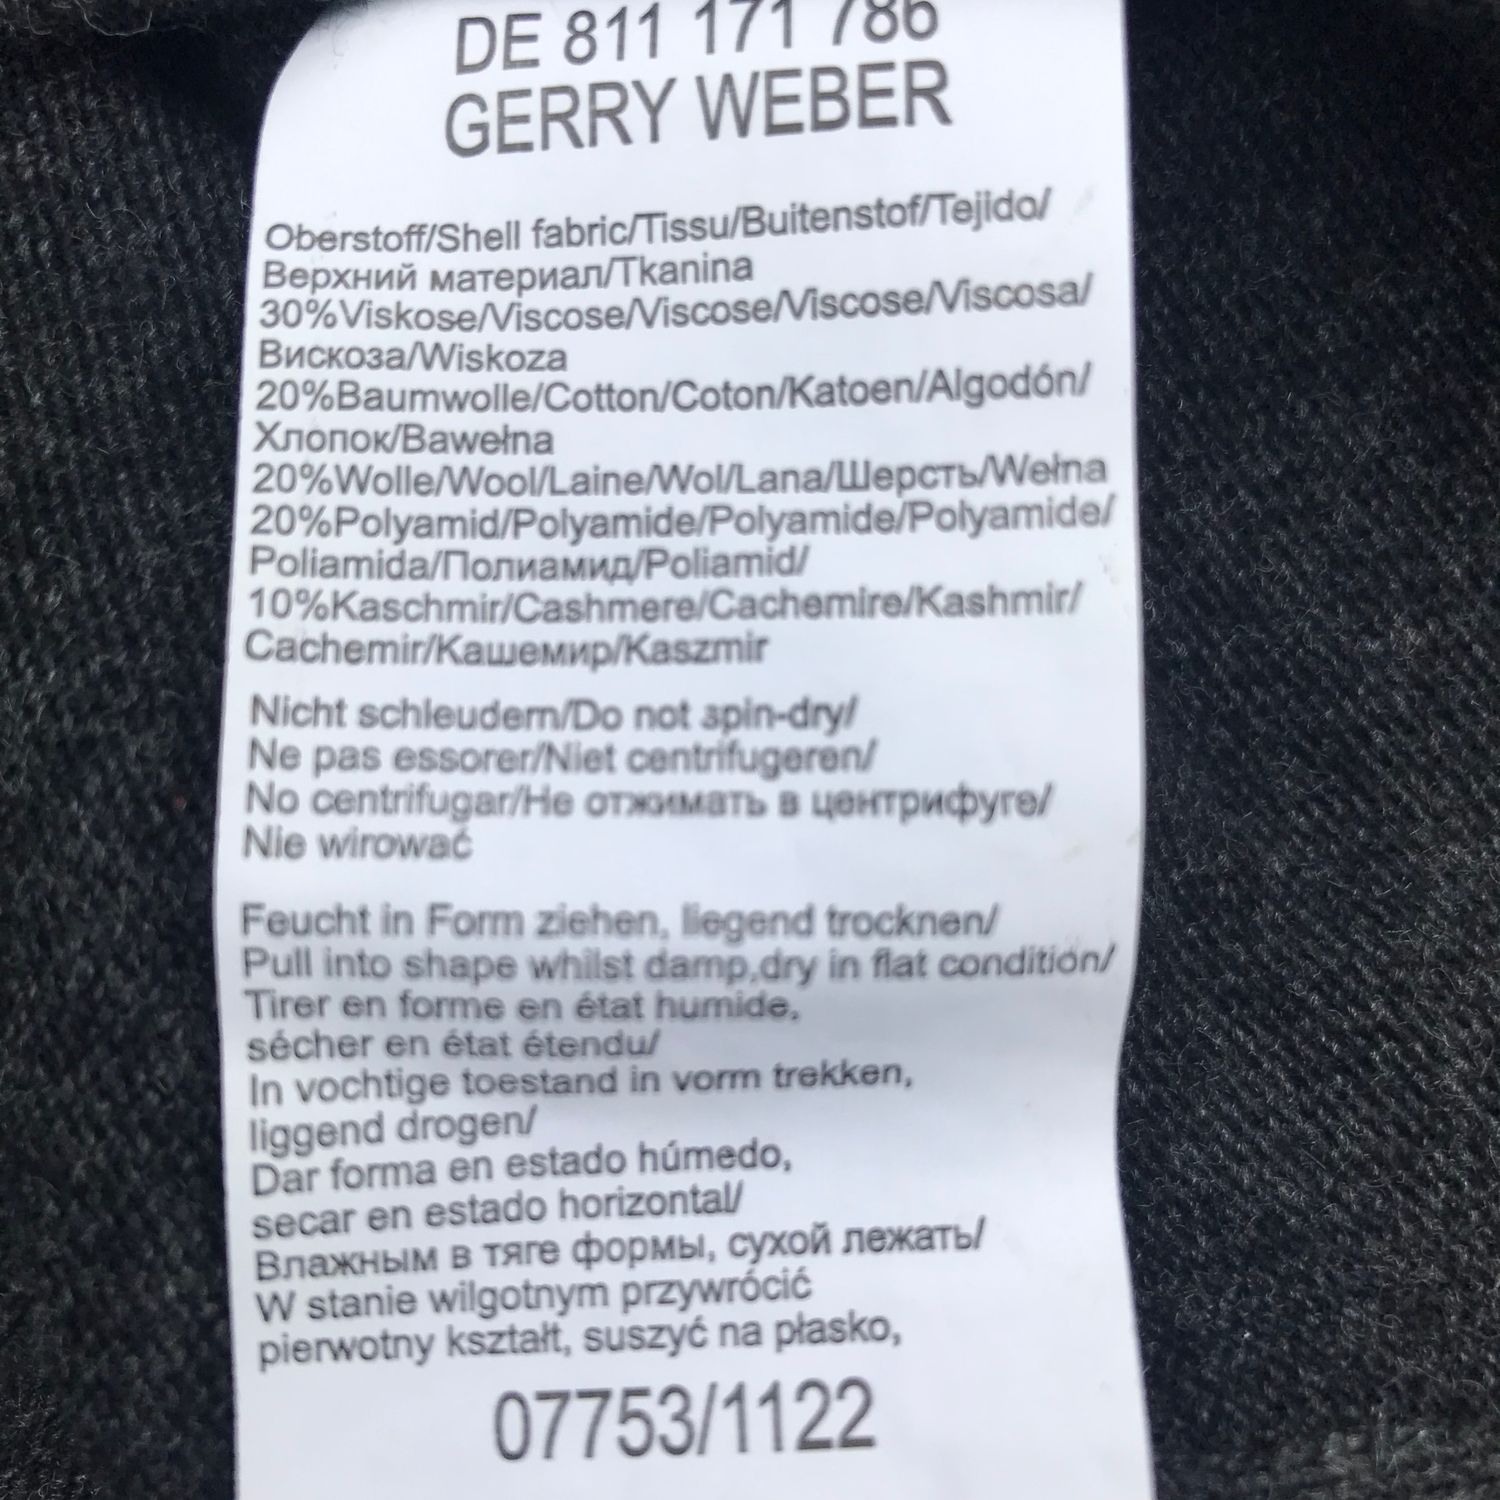 DE 811 171 786
GERRY WEBER
Oberstoff/Shell fabric/Tissu/Buitenstof/Tejido/
Верхний материал/Tkanina
30%Viskose/Viscose/Viscose/Viscose/Viscosa/
Вискоза/Wiskoza
20%Baumwolle/Cotton/Coton/Katoen/Algodón/
Хлопок/Bawełna
20%Wolle/Wool/Laine/Wol/Lana/Шерсть/Wełna
20%Polyamid/Polyamide/Polyamide/Polyamide/
Poliamida/Полиамид/Poliamid/
10%Kaschmir/Cashmere/Cachemire/Kashmir/
Cachemir/Кашемир/Kaszmir
Nicht schleudern/Do not spin-dry/
Ne pas essorer/Niet centrifugeren/
No centrifugar/Не отжимать в центрифуге/
Nie wirować
Feucht in Form ziehen, liegend trocknen/
Pull into shape whilst damp,dry in flat condition/
Tirer en forme en état humide,
sécher en état étendu/
In vochtige toestand in vorm trekken,
liggend drogen/
Dar forma en estado húmedo,
secar en estado horizontal/
Влажным в тяге формы, сухой лежать/
W stanie wilgotnym przywrócić
pierwotny kształt, suszyć na płasko,
07753/1122